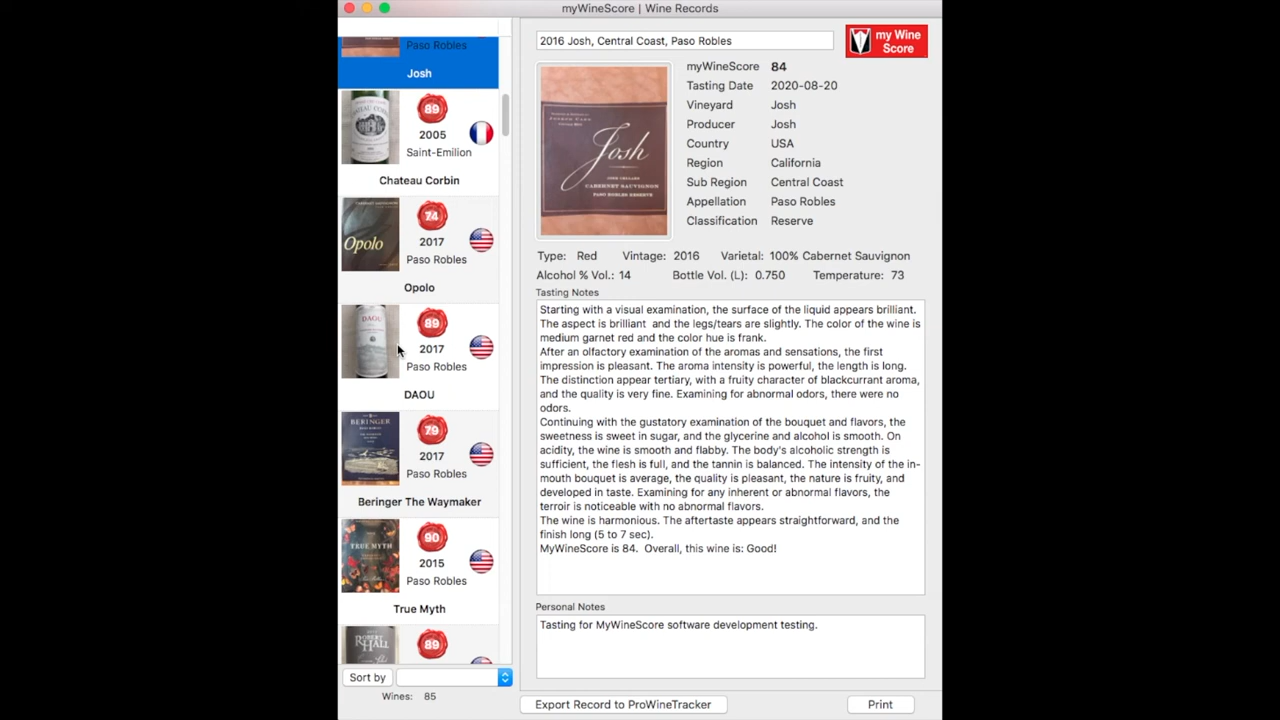 myWineScore | Wine Records
Paso Robles
Josh
89
2005
Saint-Emilion
Chateau Corbin
Opolo
74
2017
Paso Robles
Opolo
DAOU
89
2017
Paso Robles
DAOU
BERINGER
79
2017
Paso Robles
Beringer The Waymaker
TRUE MYTH
90
2015
Paso Robles
True Myth
ROBERT
HALL
89
Sort by
Wines: 85
2016 Josh, Central Coast, Paso Robles
my Wine
Score
Josh
JOSH CELLARS
CABERNET SAUVIGNON
PASO ROBLES RESERVE
myWineScore 84
Tasting Date 2020-08-20
Vineyard Josh
Producer Josh
Country USA
Region California
Sub Region Central Coast
Appellation Paso Robles
Classification Reserve
Type: Red Vintage: 2016 Varietal: 100% Cabernet Sauvignon
Alcohol % Vol.: 14 Bottle Vol. (L): 0.750 Temperature: 73
Tasting Notes
Starting with a visual examination, the surface of the liquid appears brilliant.
The aspect is brilliant and the legs/tears are slightly. The color of the wine is
medium garnet red and the color hue is frank.
After an olfactory examination of the aromas and sensations, the first
impression is pleasant. The aroma intensity is powerful, the length is long.
The distinction appear tertiary, with a fruity character of blackcurrant aroma,
and the quality is very fine. Examining for abnormal odors, there were no
odors.
Continuing with the gustatory examination of the bouquet and flavors, the
sweetness is sweet in sugar, and the glycerine and alcohol is smooth. On
acidity, the wine is smooth and flabby. The body's alcoholic strength is
sufficient, the flesh is full, and the tannin is balanced. The intensity of the in-
mouth bouquet is average, the quality is pleasant, the nature is fruity, and
developed in taste. Examining for any inherent or abnormal flavors, the
terroir is noticeable with no abnormal flavors.
The wine is harmonious. The aftertaste appears straightforward, and the
finish long (5 to 7 sec).
MyWineScore is 84. Overall, this wine is: Good!
Personal Notes
Tasting for MyWineScore software development testing.
Export Record to ProWineTracker
Print